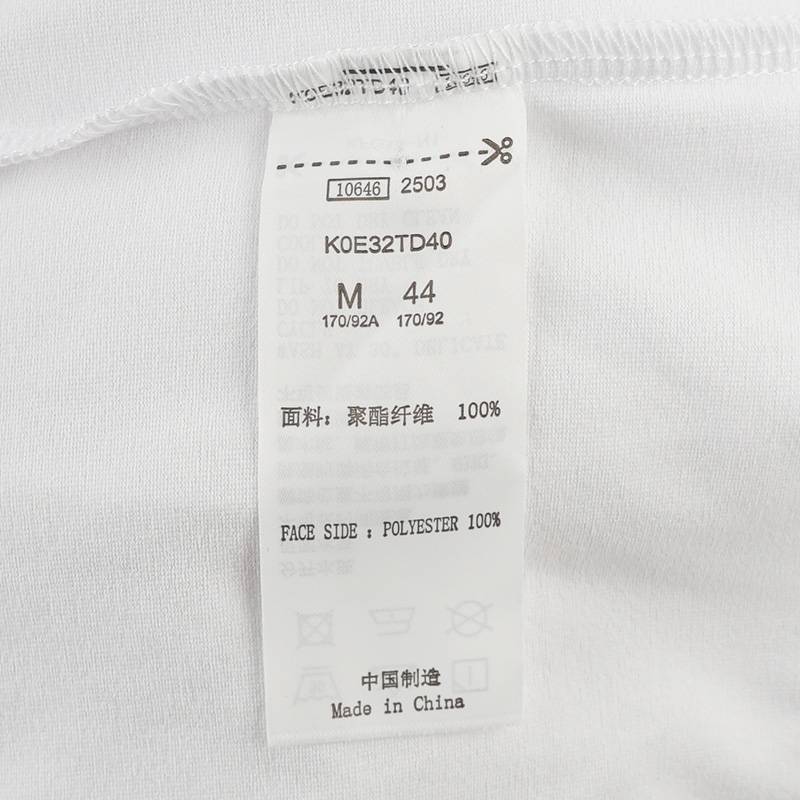 10646 2503
K0E32TD40
M 44
170/92A 170/92
面料：聚酯纤维 100%
FACE SIDE : POLYESTER 100%
中国制造
Made in China